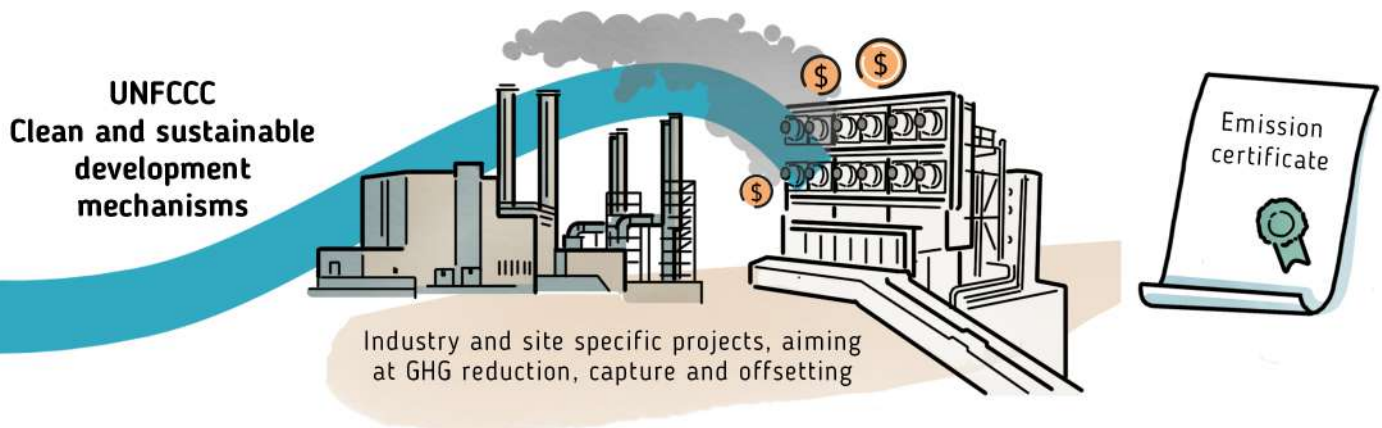 UNFCCC
Clean and sustainable
development
mechanisms
$
$
$
Emission
certificate
Industry and site specific projects, aiming
at GHG reduction, capture and offsetting